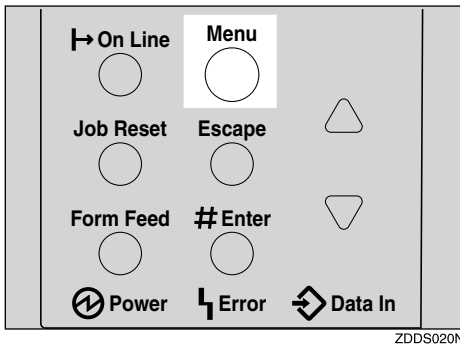 On Line Menu
Job Reset Escape
Form Feed # Enter
Power Error Data In
ZDDS020N